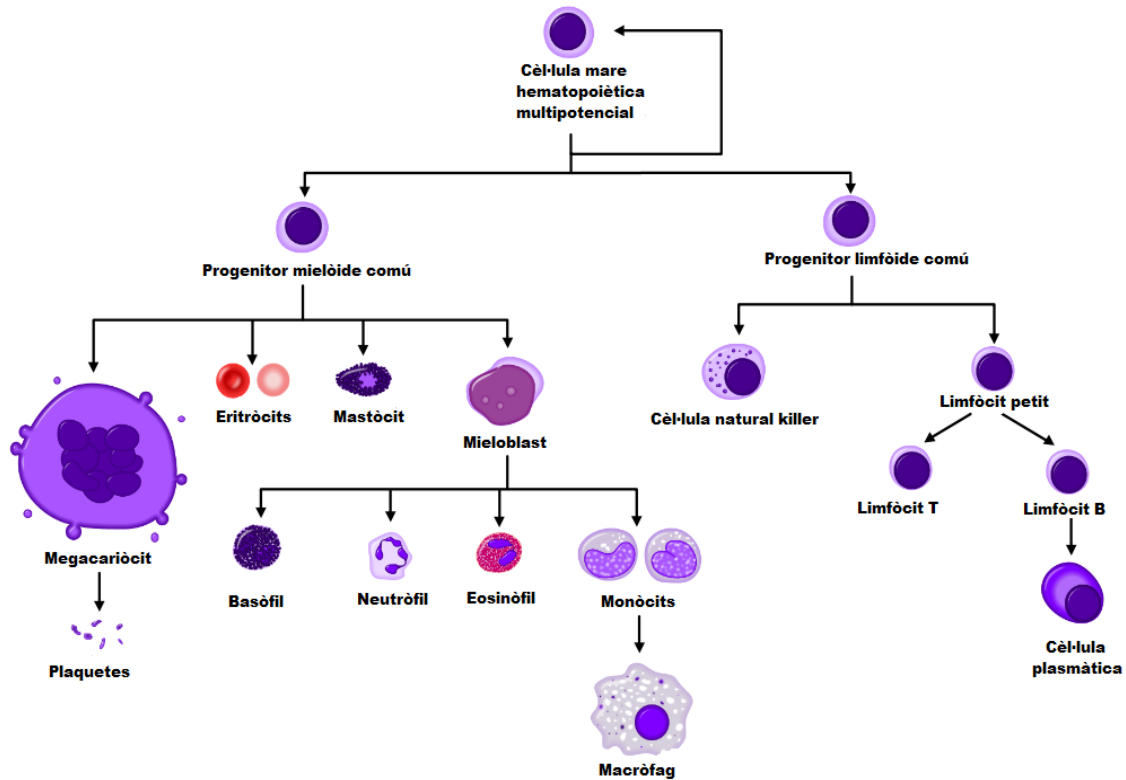 Cèl·lula mare
hematopoiètica
multipotencial
Progenitor mielòide comú
Progenitor limfòide comú
Eritròcits
Mastòcit
Mieloblast
Cèl·lula natural killer
Limfòcit petit
Limfòcit T
Limfòcit B
Megacariòcit
Basòfil
Neutròfil
Eosinòfil
Monòcits
Plaquetes
Cèl·lula
plasmàtica
Macròfag